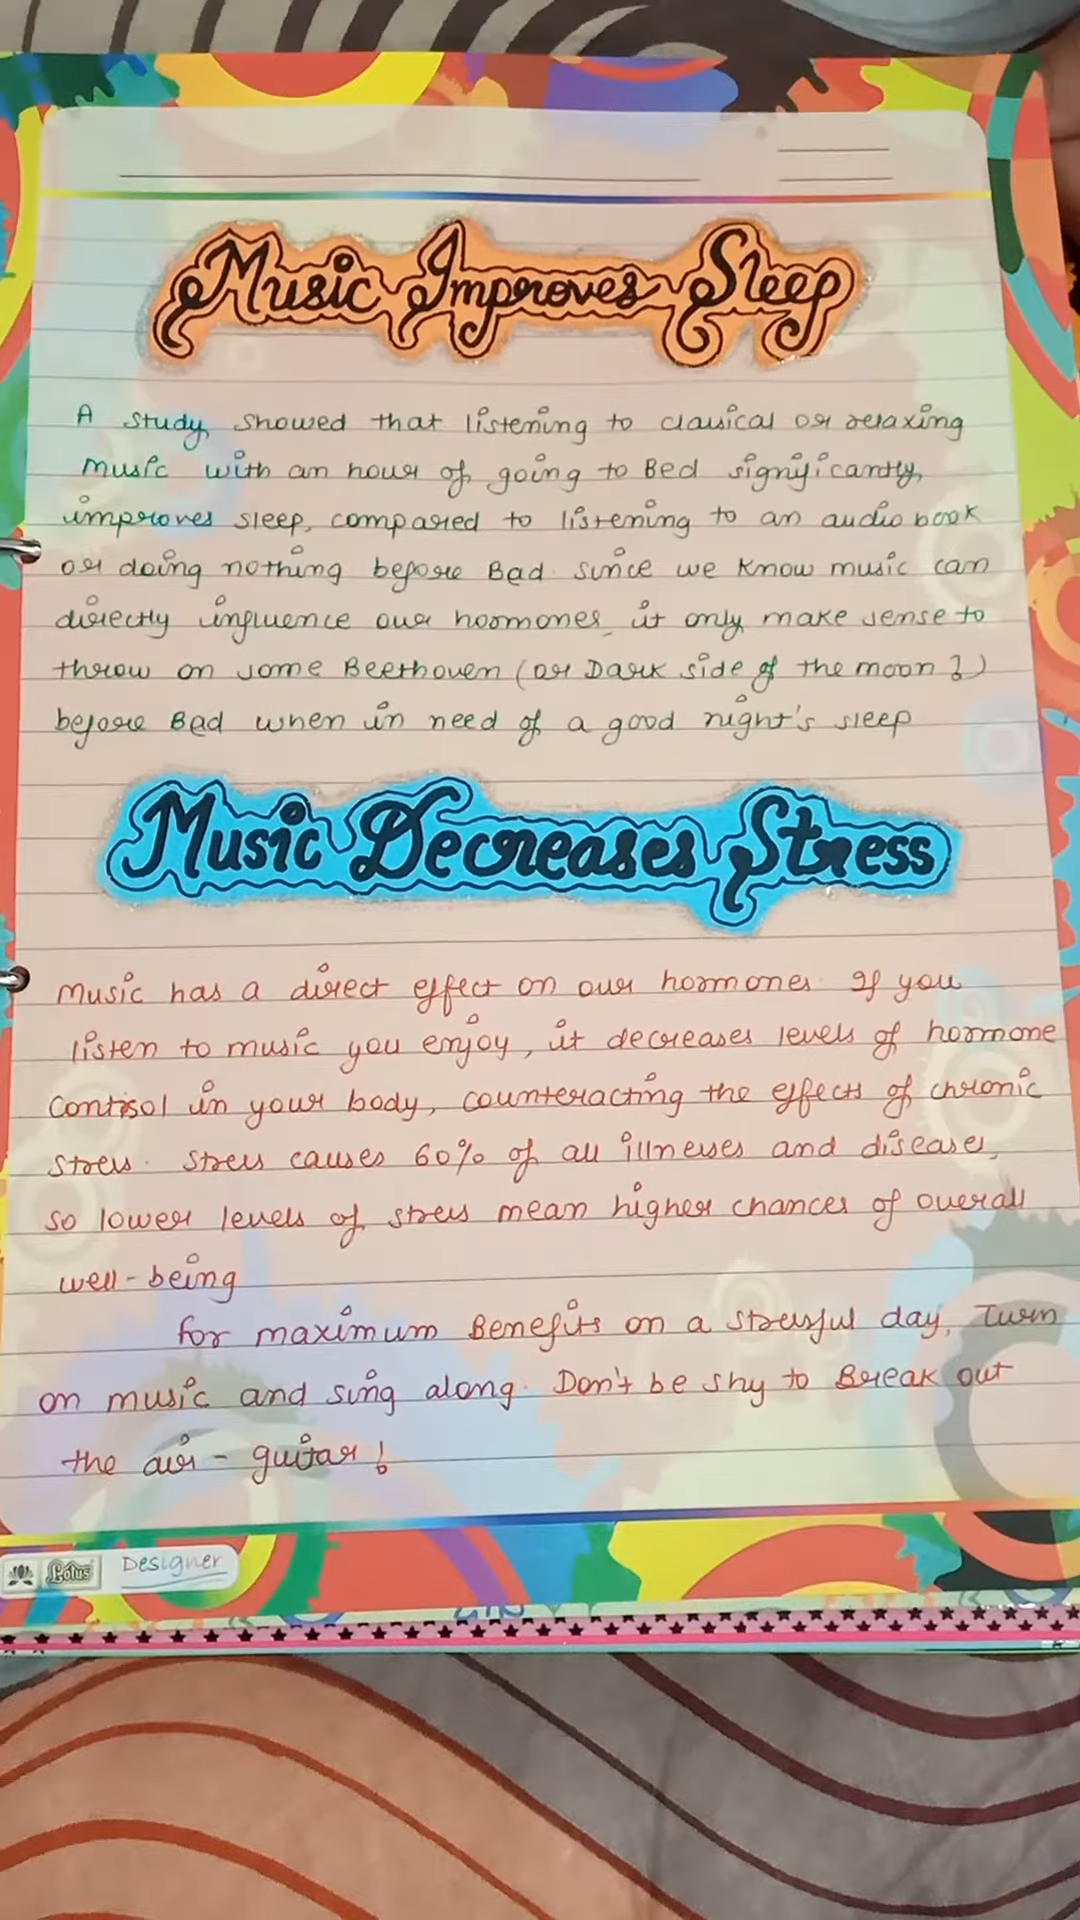 Music Improves Sleep
A study showed that listening to classical or relaxing
music with an hour of going to Bed significantly
improves sleep, compared to listening to an audio book
or doing nothing before Bad. Since we know music can
directly influence our hormones, it only make sense to
throw on some Beethoven (or Dark side of the moon?)
before Bad when in need of a good night's sleep
Music Decreases Stress
Music has a direct effect on our hormones. If you
listen to music you enjoy, it decreases levels of hormone
Contisol in your body, counteracting the effects of chronic
stress. Stress causes 60% of all illnesses and disease,
so lower levels of stress mean higher chances of overall
well-being
for maximum Benefits on a stressful day, Turn
on music and sing along. Don't be shy to Break out
the air-guitar!
Lotus Designer